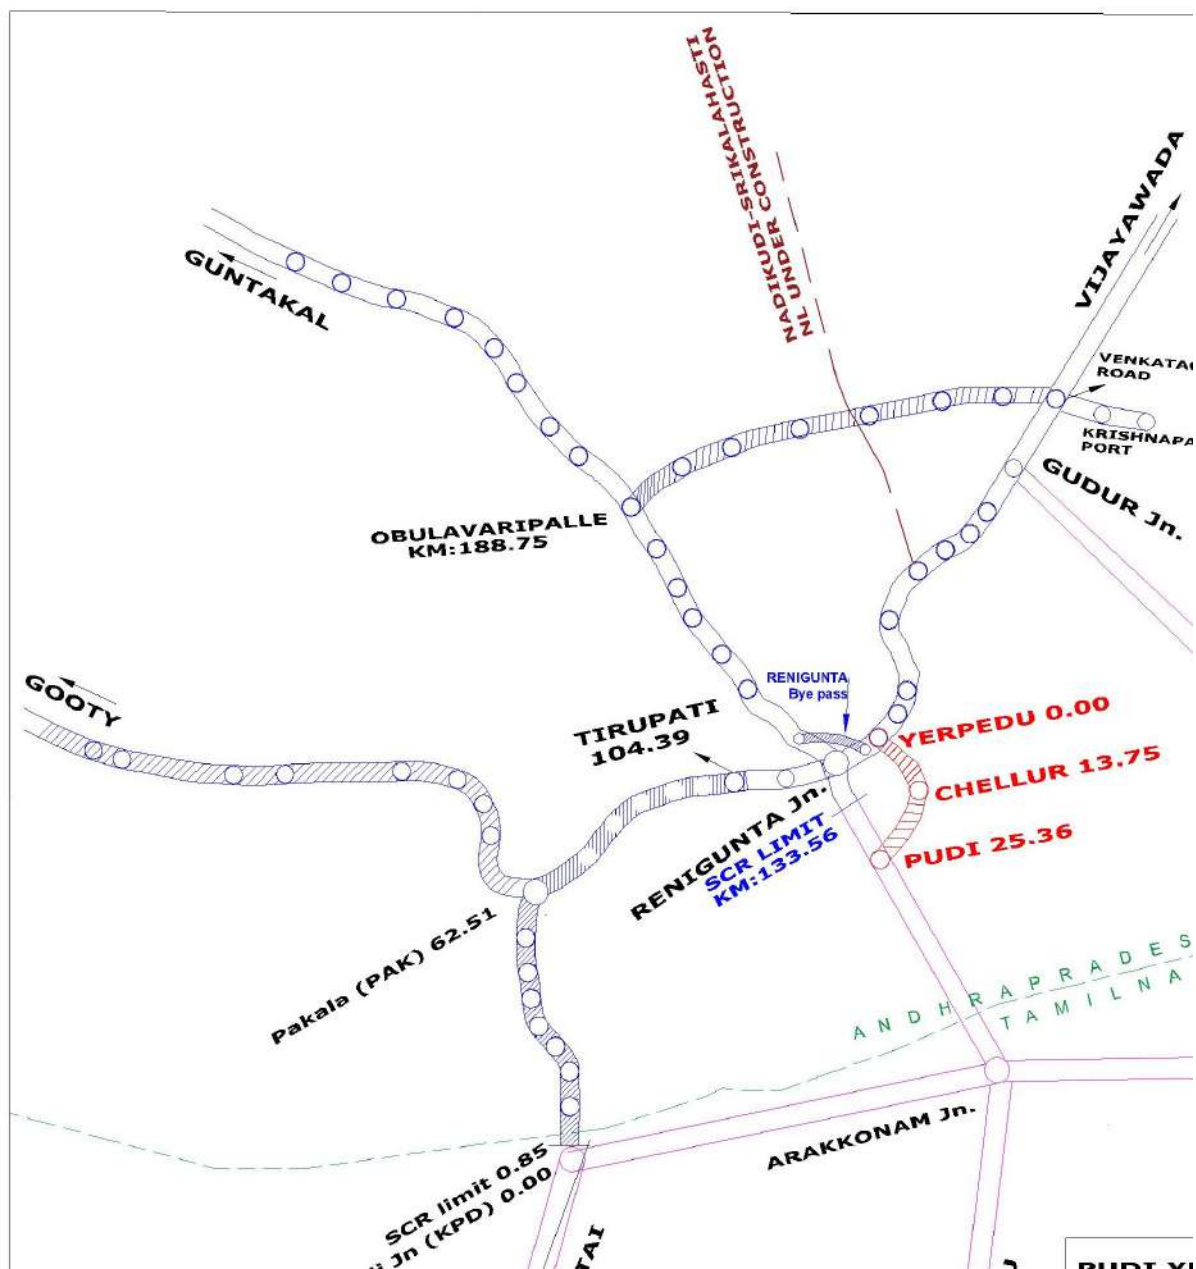 NADIKUDI-SRIKALAHASTI
NL UNDER CONSTRUCTION
VIJAYAWADA
GUNTAKAL
VENKATAG
ROAD
KRISHNAPA
PORT
GUDUR Jn.
OBULAVARIPALLE
KM:188.75
RENIGUNTA
Bye pass
GOOTY
TIRUPATI
104.39
YERPEDU 0.00
CHELLUR 13.75
PUDI 25.36
RENIGUNTA Jn.
SCR LIMIT
KM:133.56
Pakala (PAK) 62.51
ANDHRAPRADES
TAMILNA
ARAKKONAM Jn.
SCR limit 0.85
i Jn (KPD) 0.00
TAI